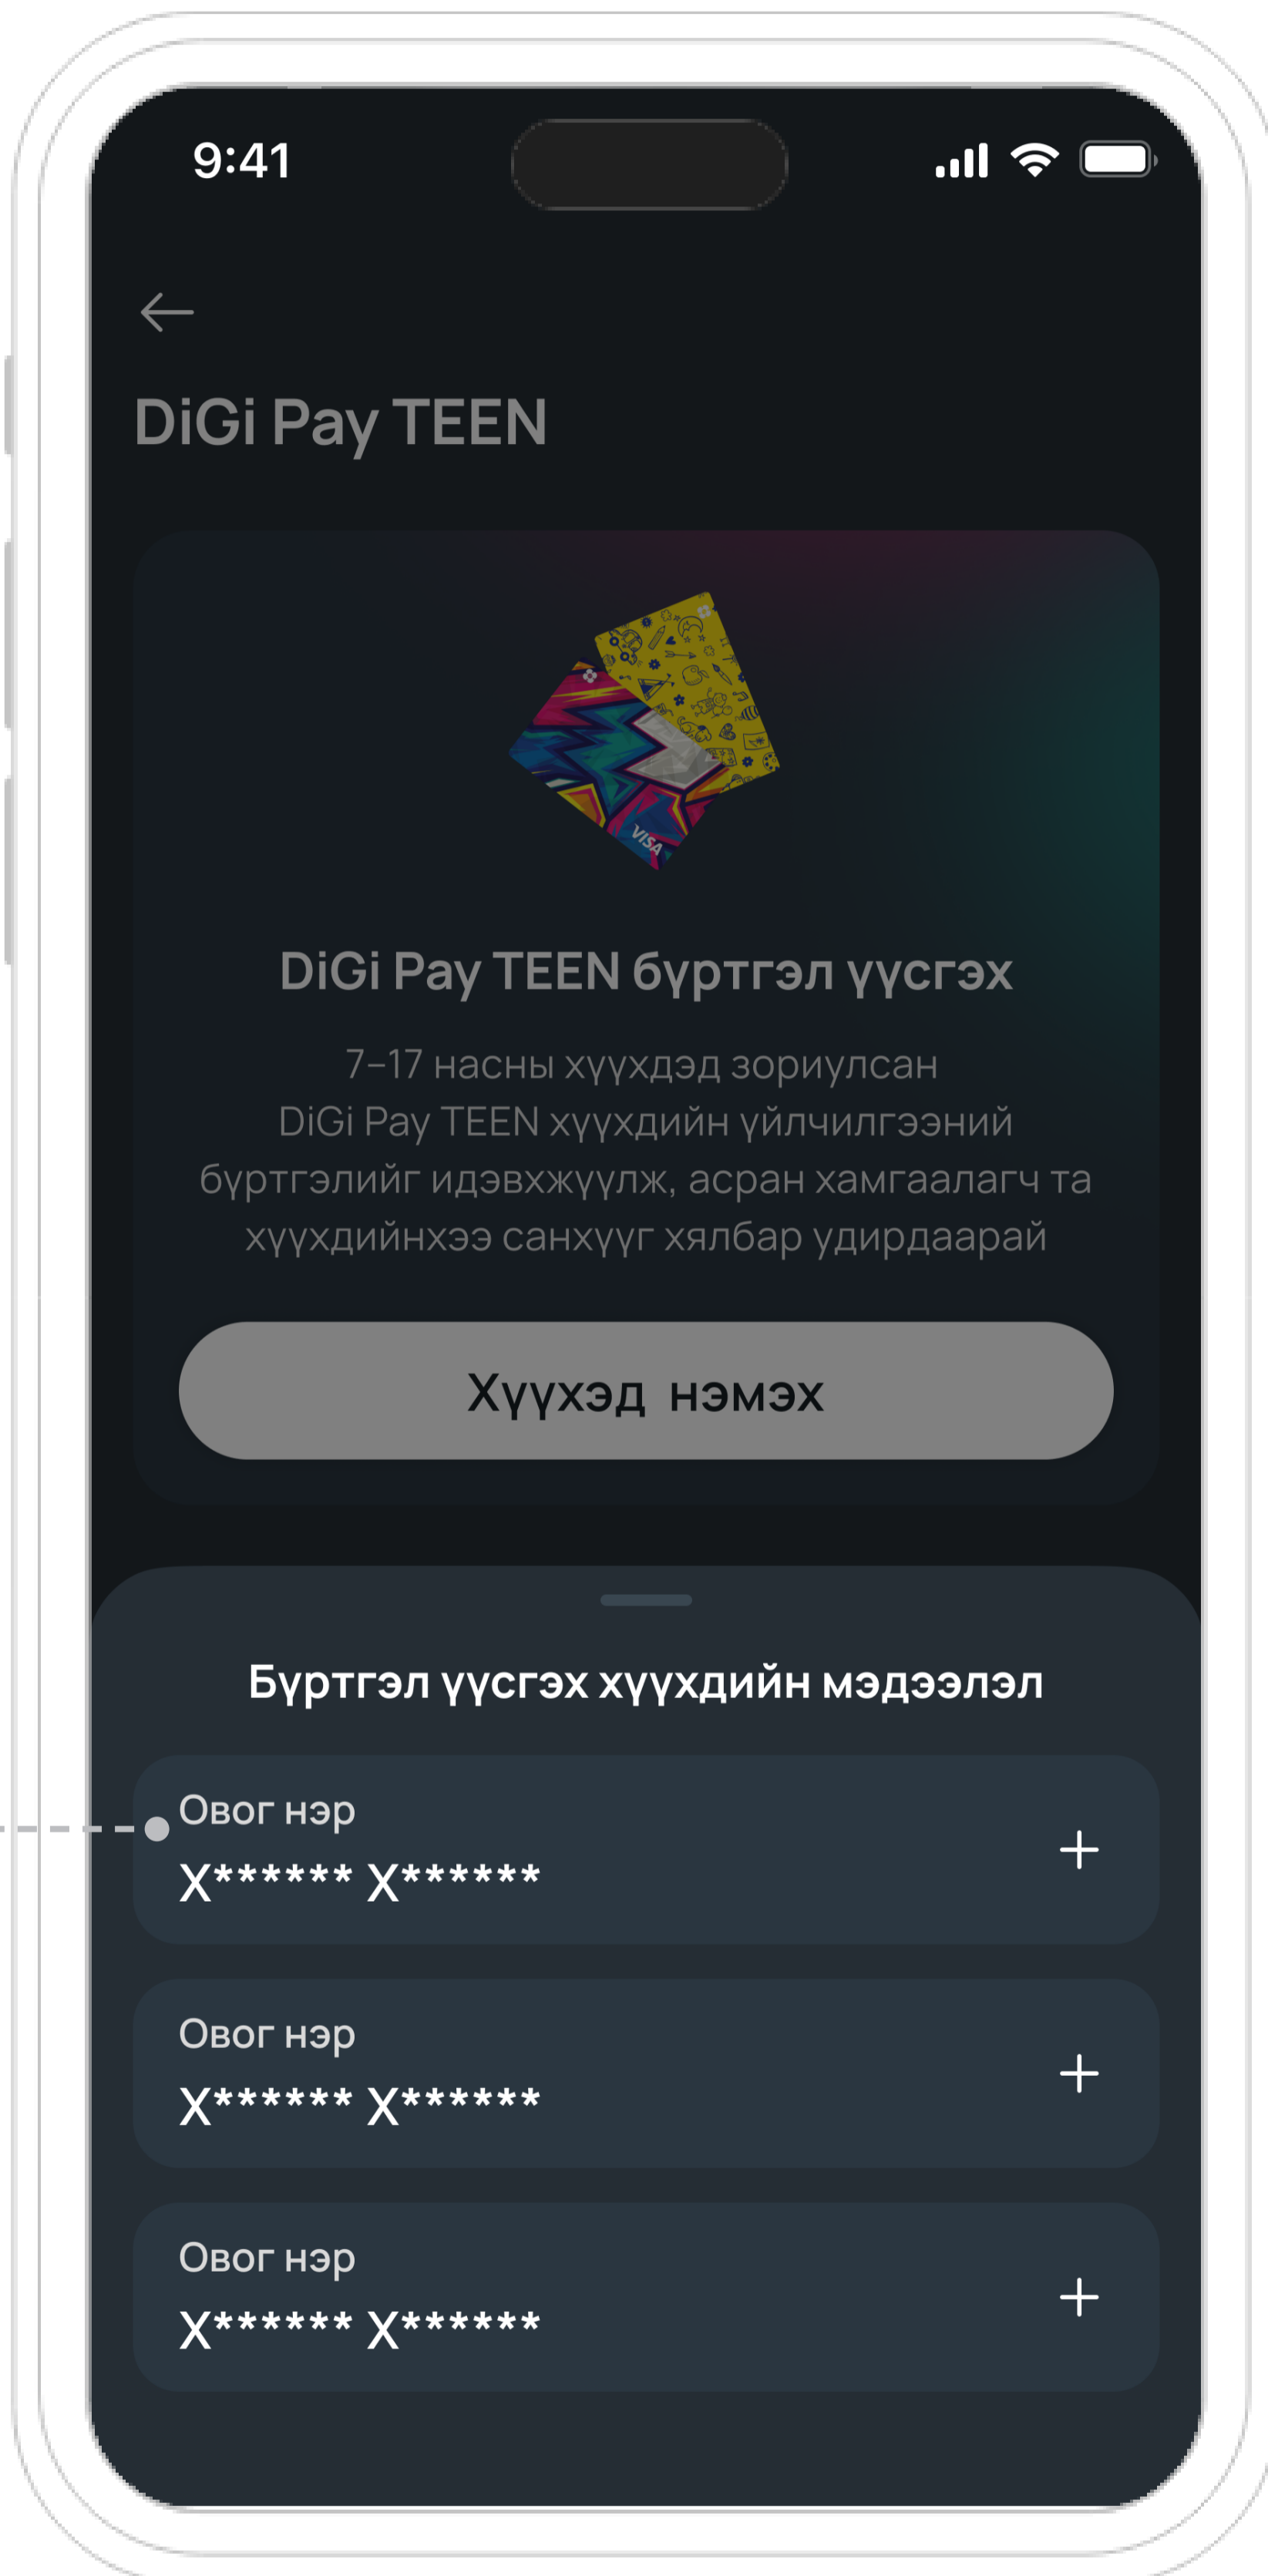 9:41
DiGi Pay TEEN
VISA
DiGi Pay TEEN бүртгэл үүсгэх
7–17 насны хүүхдэд зориулсан
DiGi Pay TEEN хүүхдийн үйлчилгээний
бүртгэлийг идэвхжүүлж, асран хамгаалагч та
хүүхдийнхээ санхүүг хялбар удирдаарай
Хүүхэд нэмэх
Бүртгэл үүсгэх хүүхдийн мэдээлэл
Овог нэр
X****** X******
Овог нэр
X****** X******
Овог нэр
X****** X******